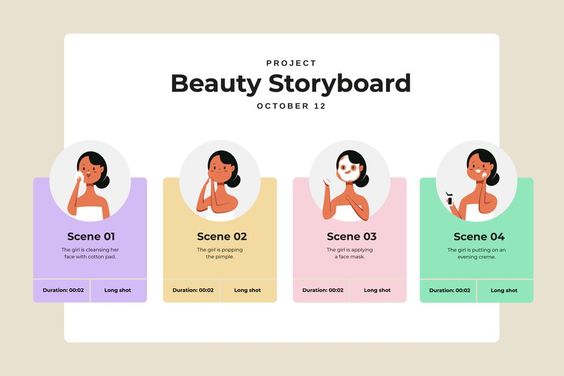 PROJECT
Beauty Storyboard
OCTOBER 12
Scene 01
The girl is cleansing her
face with cotton pad.
Duration: 00:02
Long shot
Scene 02
The girl is popping
the pimple.
Duration: 00:02
Long shot
Scene 03
The girl is applying
a face mask.
Duration: 00:02
Long shot
Scene 04
The girl is putting on an
evening creme.
Duration: 00:02
Long shot